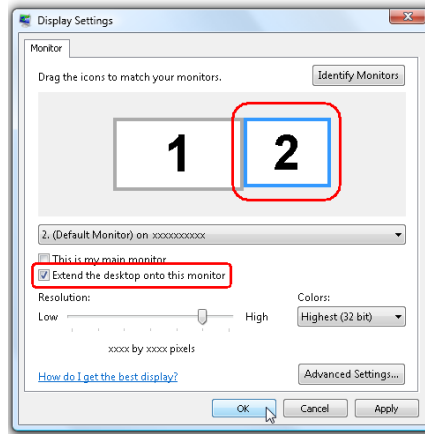 Display Settings
Monitor
Drag the icons to match your monitors.
Identify Monitors
1
2
2. (Default Monitor) on xxxxxxxxxx
This is my main monitor
Extend the desktop onto this monitor
Resolution:
Colors:
Low
High
Highest (32 bit)
xxxx by xxxx pixels
How do I get the best display?
Advanced Settings...
OK
Cancel
Apply